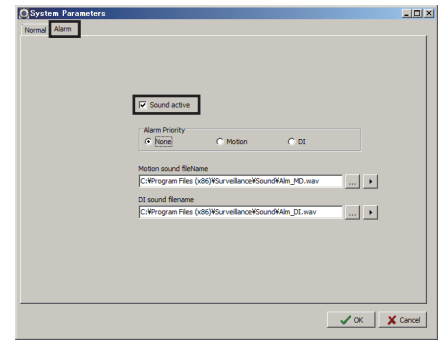 System Parameters
Normal Alarm
Sound active
Alarm Priority
None Motion DI
Motion sound fileName
C:¥Program Files (x86)¥Surveillance¥Sound¥Alm_MD.wav ...
DI sound filename
C:¥Program Files (x86)¥Surveillance¥Sound¥Alm_DI.wav ...
OK Cancel